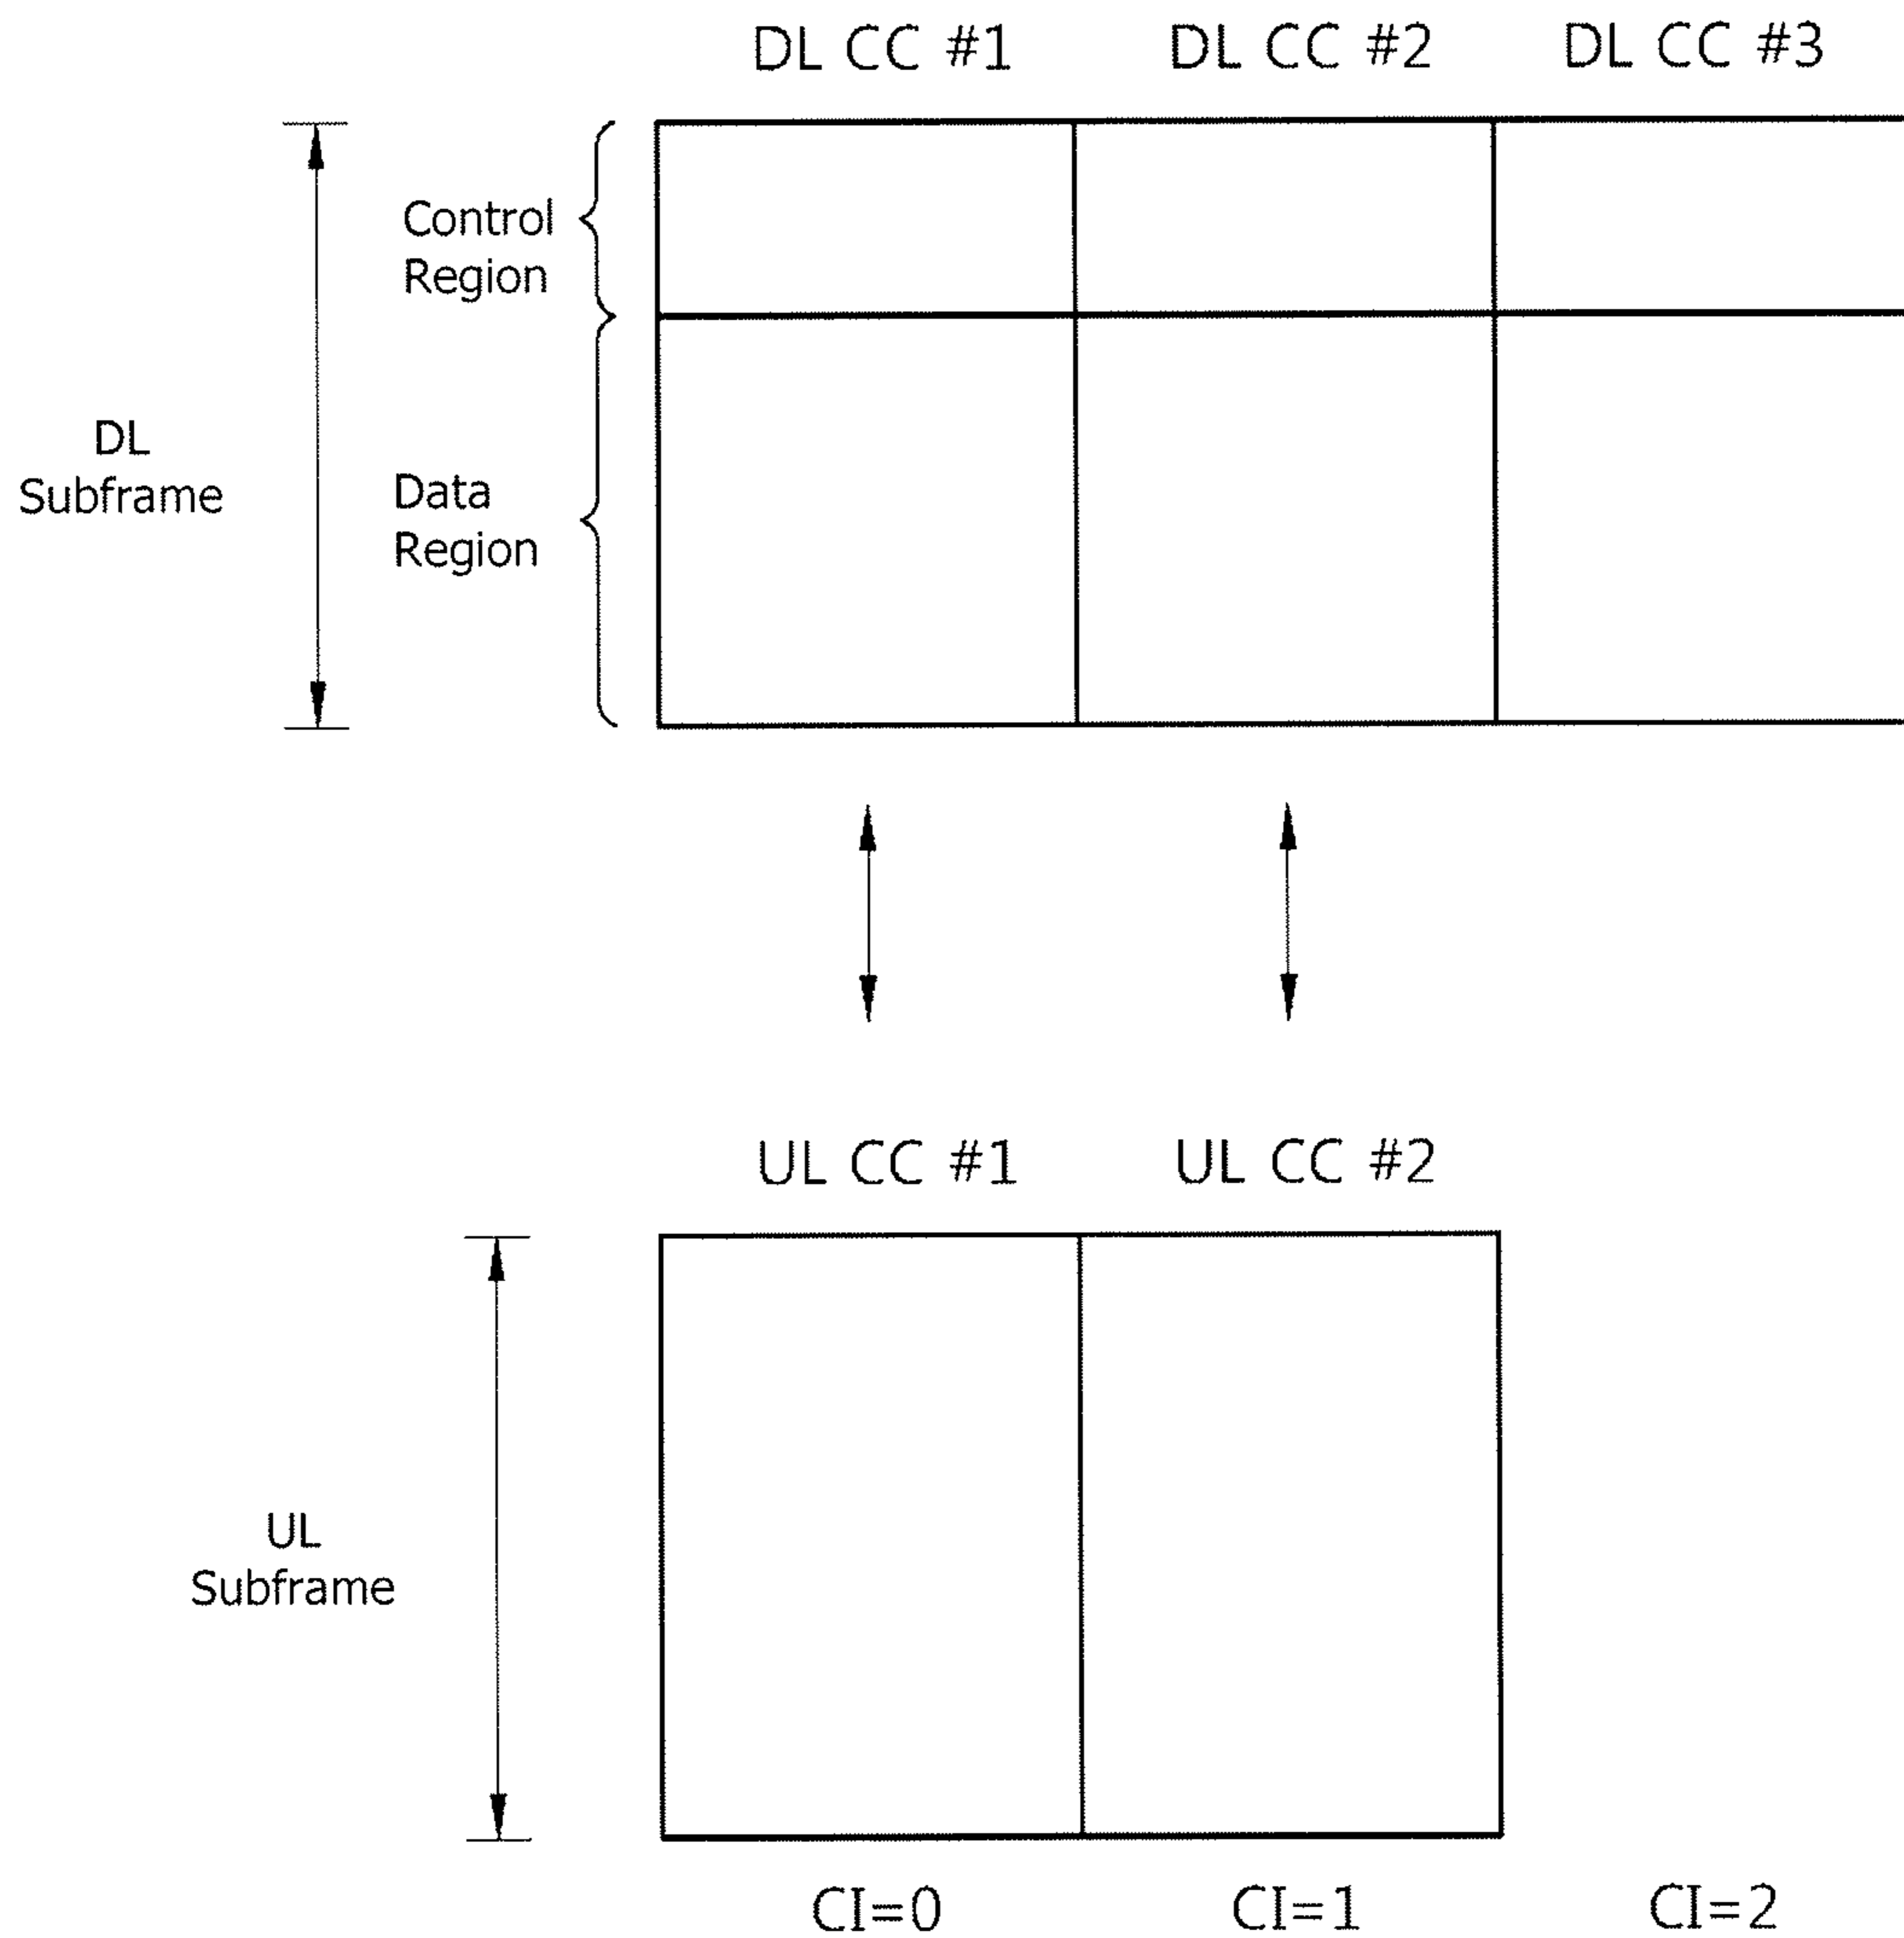 DL CC #1 DL CC #2 DL CC #3
Control
Region
DL
Subframe
Data
Region
UL CC #1 UL CC #2
UL
Subframe
CI=0 CI=1 CI=2